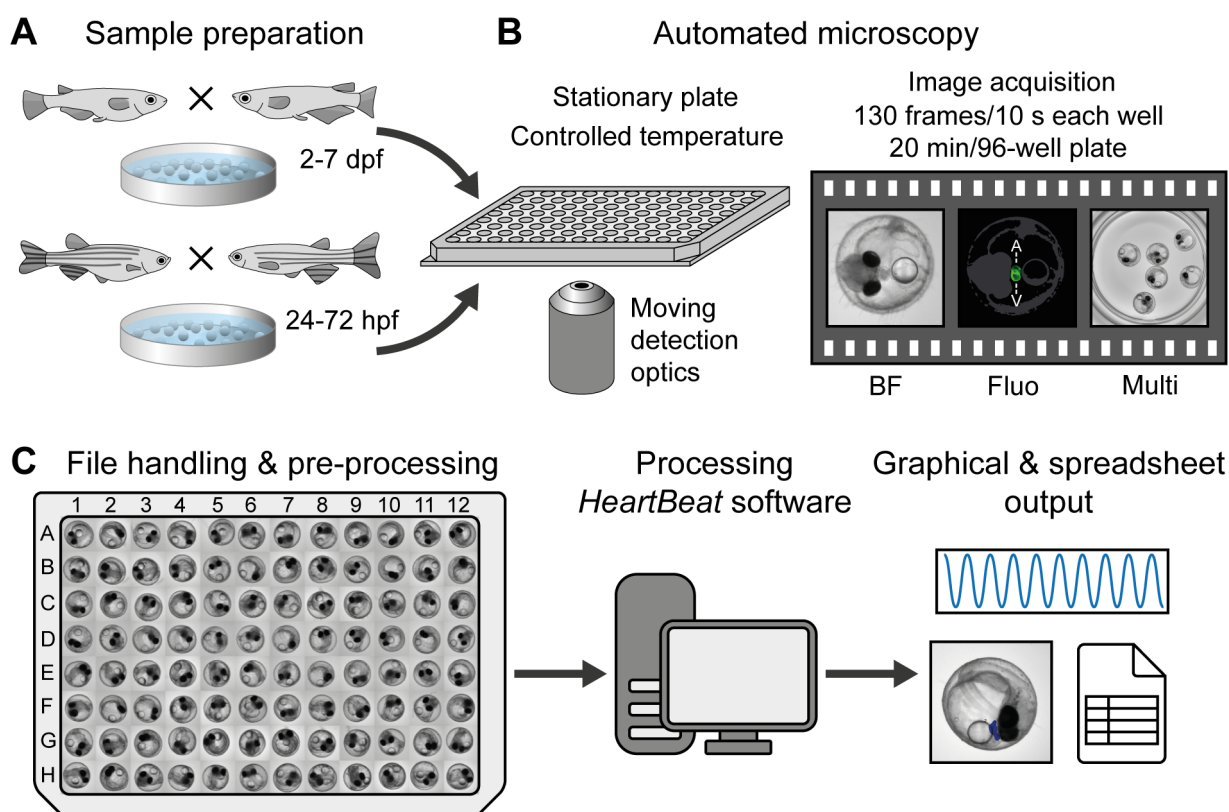 A Sample preparation
2-7 dpf
24-72 hpf
B Automated microscopy
Stationary plate
Controlled temperature
Moving
detection
optics
Image acquisition
130 frames/10 s each well
20 min/96-well plate
A
V
BF Fluo Multi
C File handling & pre-processing
1 2 3 4 5 6 7 8 9 10 11 12
A
B
C
D
E
F
G
H
Processing
HeartBeat software
Graphical & spreadsheet
output